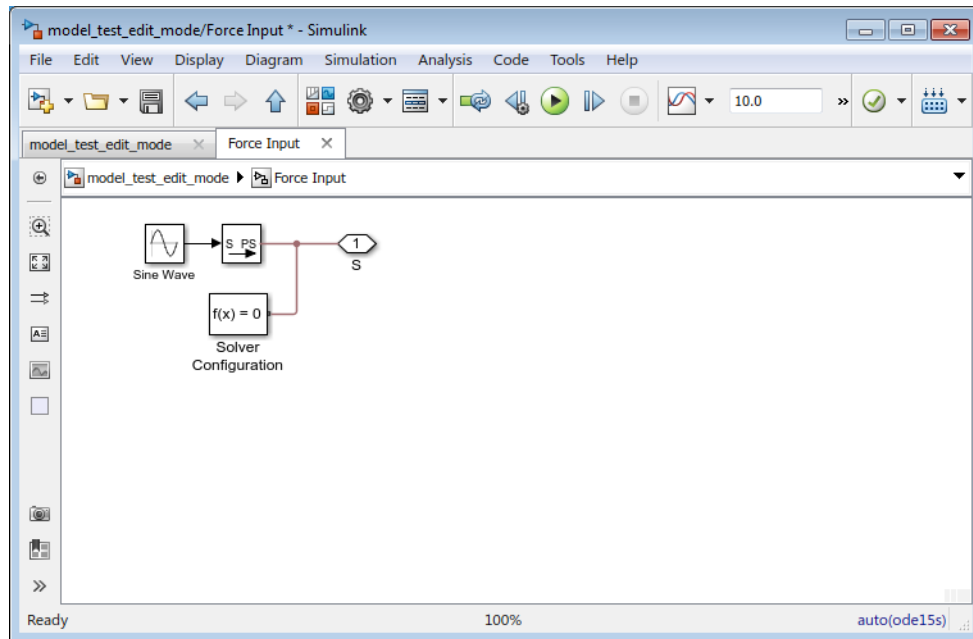 model_test_edit_mode/Force Input * - Simulink
File Edit View Display Diagram Simulation Analysis Code Tools Help
10.0 »
model_test_edit_mode Force Input
model_test_edit_mode Force Input
S PS
1
Sine Wave
S
f(x) = 0
Solver
Configuration
Ready 100% auto(ode15s)